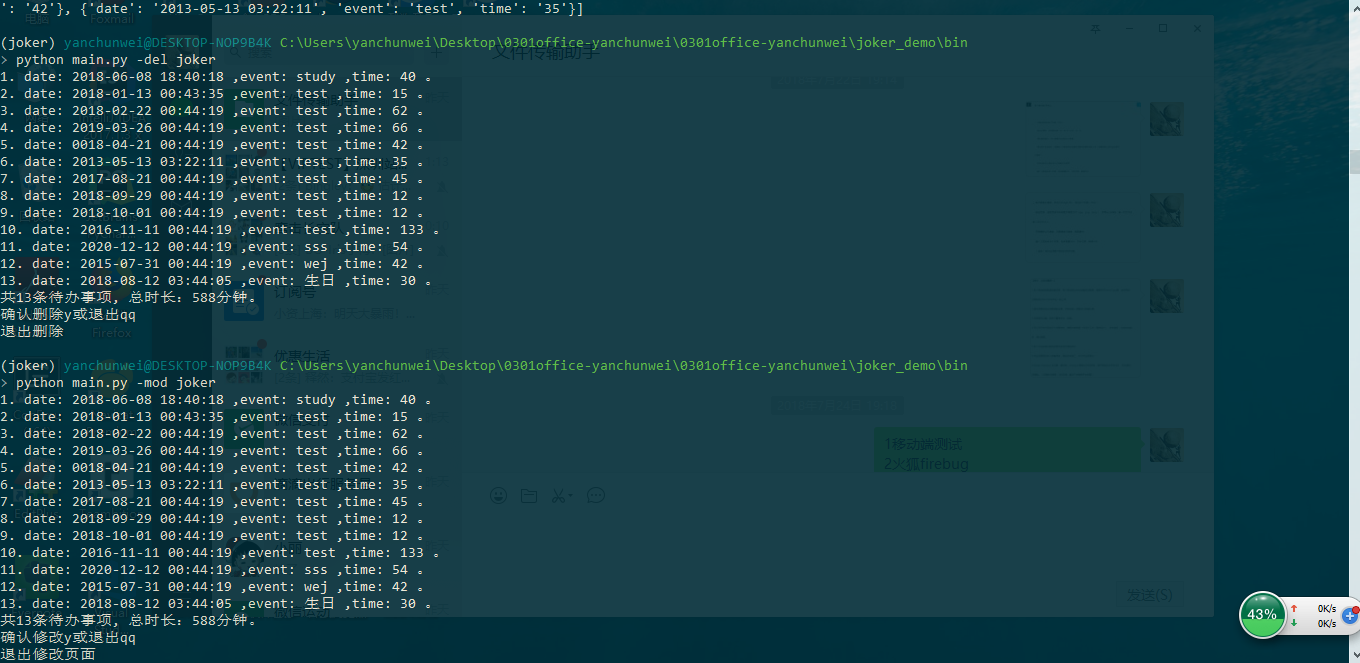 ': '42'}, {'date': '2013-05-13 03:22:11', 'event': 'test', 'time': '35'}]
(joker) yanchunwei@DESKTOP-NOP9B4K C:\Users\yanchunwei\Desktop\0301office-yanchunwei\0301office-yanchunwei\joker_demo\bin
> python main.py -del joker
1. date: 2018-06-08 18:40:18 ,event: study ,time: 40 。
2. date: 2018-01-13 00:43:35 ,event: test ,time: 15 。
3. date: 2018-02-22 00:44:19 ,event: test ,time: 62 。
4. date: 2019-03-26 00:44:19 ,event: test ,time: 66 。
5. date: 0018-04-21 00:44:19 ,event: test ,time: 42 。
6. date: 2013-05-13 03:22:11 ,event: test ,time: 35 。
7. date: 2017-08-21 00:44:19 ,event: test ,time: 45 。
8. date: 2018-09-29 00:44:19 ,event: test ,time: 12 。
9. date: 2018-10-01 00:44:19 ,event: test ,time: 12 。
10. date: 2016-11-11 00:44:19 ,event: test ,time: 133 。
11. date: 2020-12-12 00:44:19 ,event: sss ,time: 54 。
12. date: 2015-07-31 00:44:19 ,event: wej ,time: 42 。
13. date: 2018-08-12 03:44:05 ,event: 生日 ,time: 30 。
共13条待办事项, 总时长: 588分钟。
确认删除y或退出qq
退出删除
(joker) yanchunwei@DESKTOP-NOP9B4K C:\Users\yanchunwei\Desktop\0301office-yanchunwei\0301office-yanchunwei\joker_demo\bin
> python main.py -mod joker
1. date: 2018-06-08 18:40:18 ,event: study ,time: 40 。
2. date: 2018-01-13 00:43:35 ,event: test ,time: 15 。
3. date: 2018-02-22 00:44:19 ,event: test ,time: 62 。
4. date: 2019-03-26 00:44:19 ,event: test ,time: 66 。
5. date: 0018-04-21 00:44:19 ,event: test ,time: 42 。
6. date: 2013-05-13 03:22:11 ,event: test ,time: 35 。
7. date: 2017-08-21 00:44:19 ,event: test ,time: 45 。
8. date: 2018-09-29 00:44:19 ,event: test ,time: 12 。
9. date: 2018-10-01 00:44:19 ,event: test ,time: 12 。
10. date: 2016-11-11 00:44:19 ,event: test ,time: 133 。
11. date: 2020-12-12 00:44:19 ,event: sss ,time: 54 。
12. date: 2015-07-31 00:44:19 ,event: wej ,time: 42 。
13. date: 2018-08-12 03:44:05 ,event: 生日 ,time: 30 。
共13条待办事项, 总时长: 588分钟。
确认修改y或退出qq
退出修改页面
Foxmail
文件传输助手
订阅号
Firefox
优惠生活
1移动端测试
2火狐firebug
发送(S)
43%
0K/s
0K/s